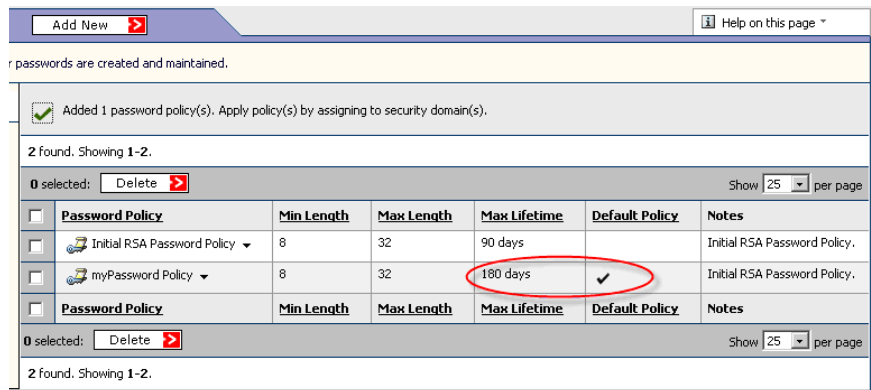 Add New
Help on this page
r passwords are created and maintained.
Added 1 password policy(s). Apply policy(s) by assigning to security domain(s).
2 found. Showing 1-2.
0 selected: Delete Show 25 per page
Password Policy Min Length Max Length Max Lifetime Default Policy Notes
Initial RSA Password Policy 8 32 90 days Initial RSA Password Policy.
myPassword Policy 8 32 180 days Initial RSA Password Policy.
Password Policy Min Length Max Length Max Lifetime Default Policy Notes
0 selected: Delete Show 25 per page
2 found. Showing 1-2.